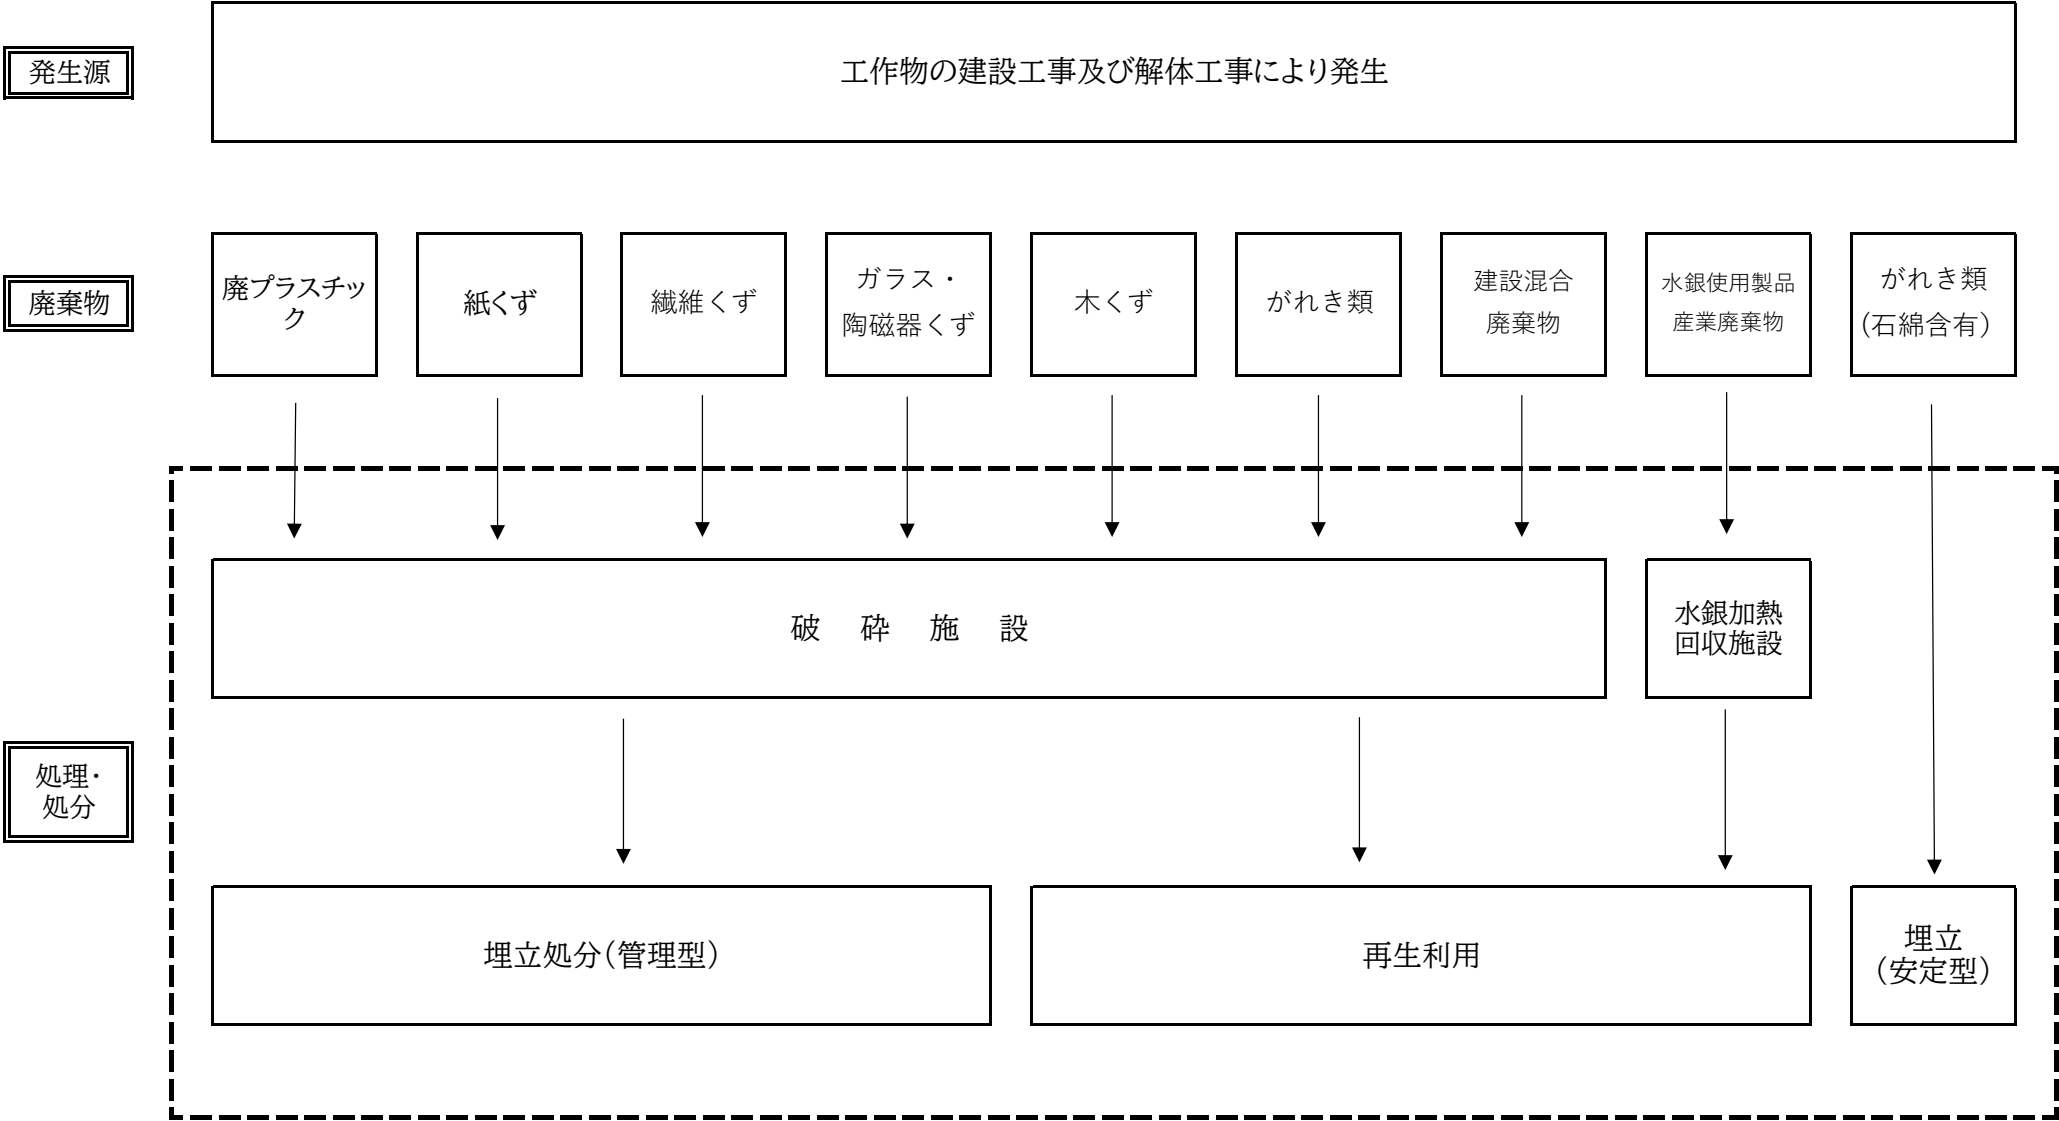 発生源
工作物の建設工事及び解体工事により発生
廃棄物
廃プラスチッ
ク
紙くず
繊維くず
ガラス・
陶磁器くず
木くず
がれき類
建設混合
廃棄物
水銀使用製品
産業廃棄物
がれき類
(石綿含有）
処理・
処分
破　砕　施　設
水銀加熱
回収施設
埋立処分（管理型）
再生利用
埋立
（安定型）